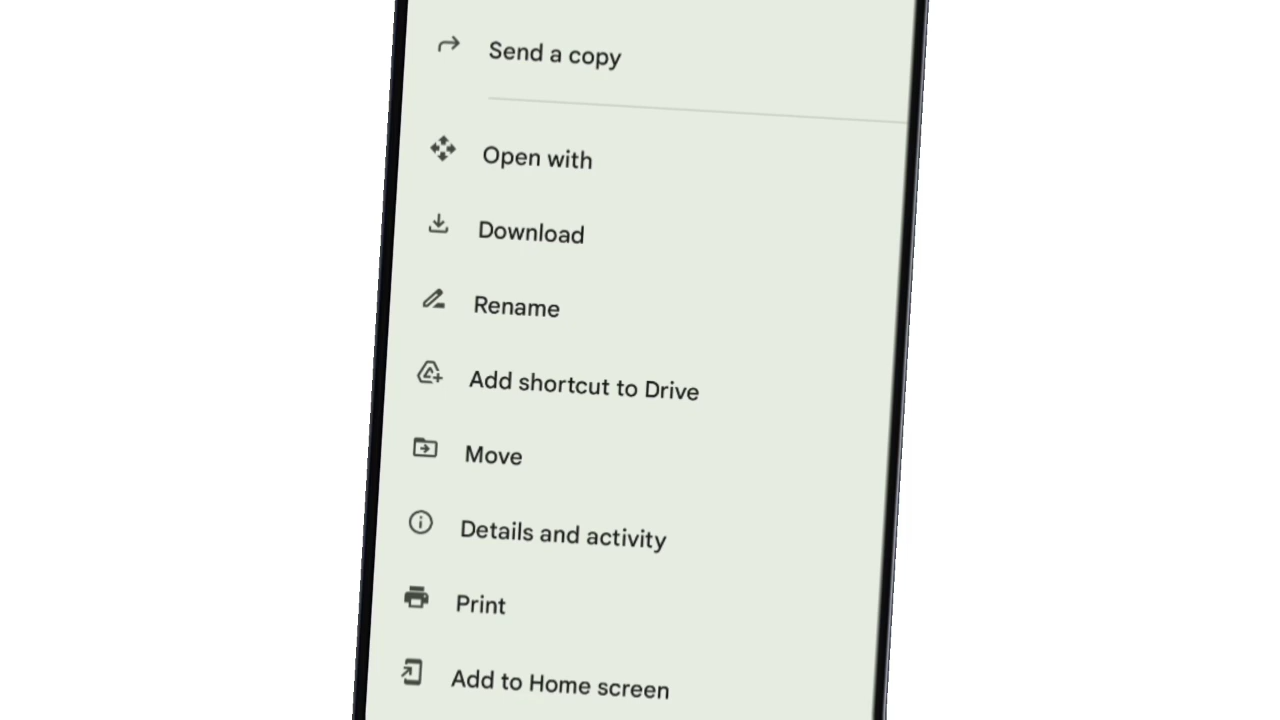 Send a copy
Open with
Download
Rename
Add shortcut to Drive
Move
Details and activity
Print
Add to Home screen